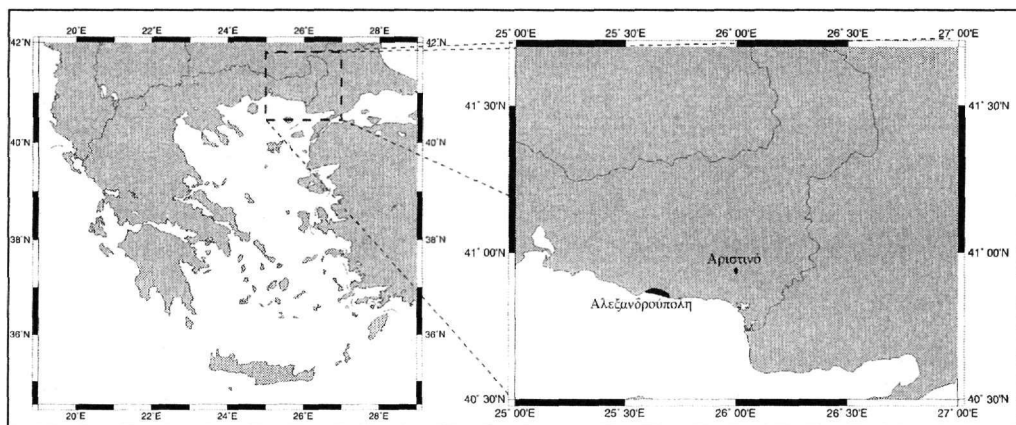 20˚E 22˚E 24˚E 26˚E 28˚E
42˚N 42˚N
40˚N 40˚N
38˚N 38˚N
36˚N 36˚N
20˚E 22˚E 24˚E 26˚E 28˚E
25˚ 00'E 25˚ 30'E 26˚ 00'E 26˚ 30'E 27˚ 00'E
41˚ 30'N 41˚ 30'N
41˚ 00'N 41˚ 00'N
Αριστινό
Αλεξανδρούπολη
40˚ 30'N 40˚ 30'N
25˚ 00'E 25˚ 30'E 26˚ 00'E 26˚ 30'E 27˚ 00'E